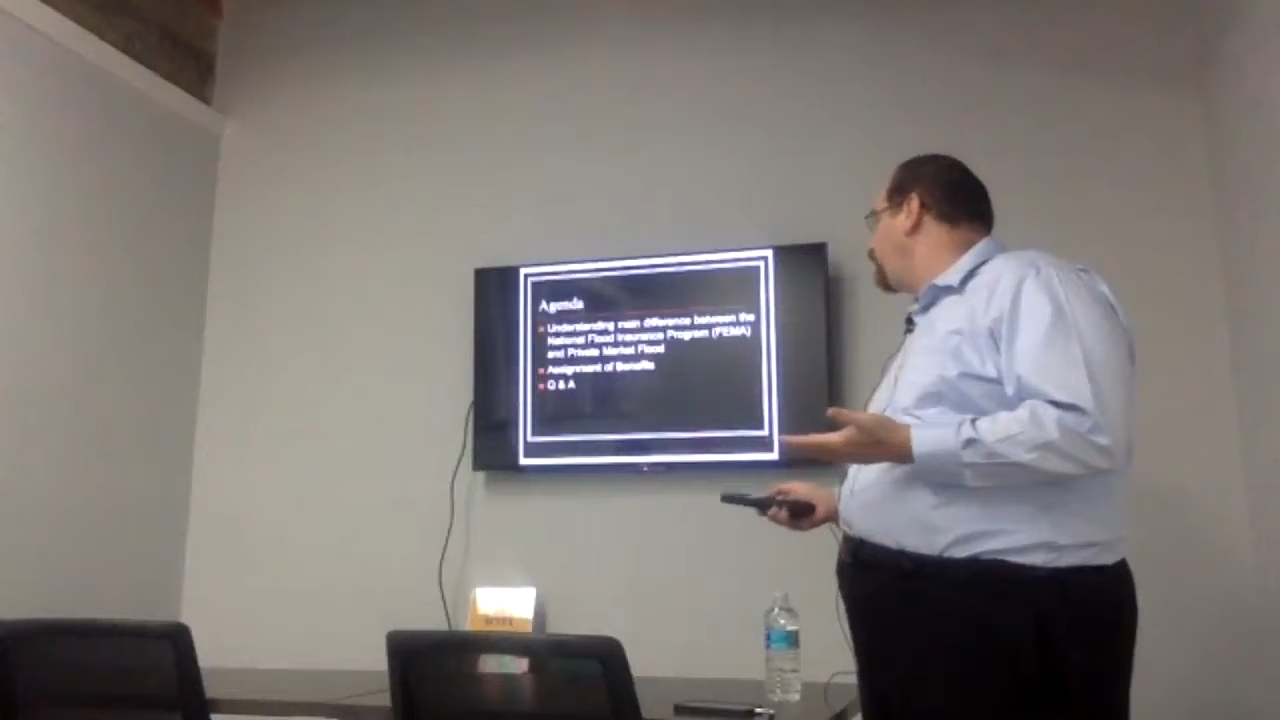 Agenda
Understanding main difference between the
National Flood Insurance Program (FEMA)
and Private Market Flood
Assignment of Benefits
Q & A